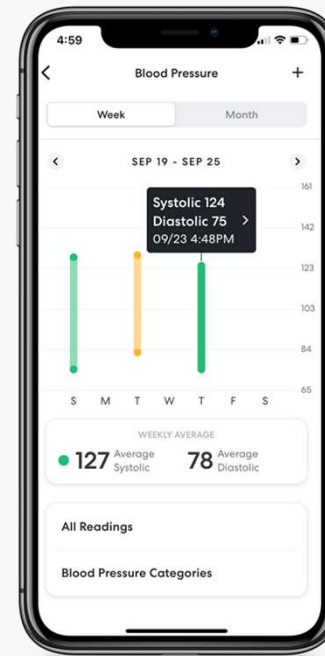 4:59
Blood Pressure
+
Week Month
SEP 19 - SEP 25
161
Systolic 124
Diastolic 75
09/23 4:48PM
142
123
103
84
65
S M T W T F S
WEEKLY AVERAGE
127 Average Systolic 78 Average Diastolic
All Readings
Blood Pressure Categories